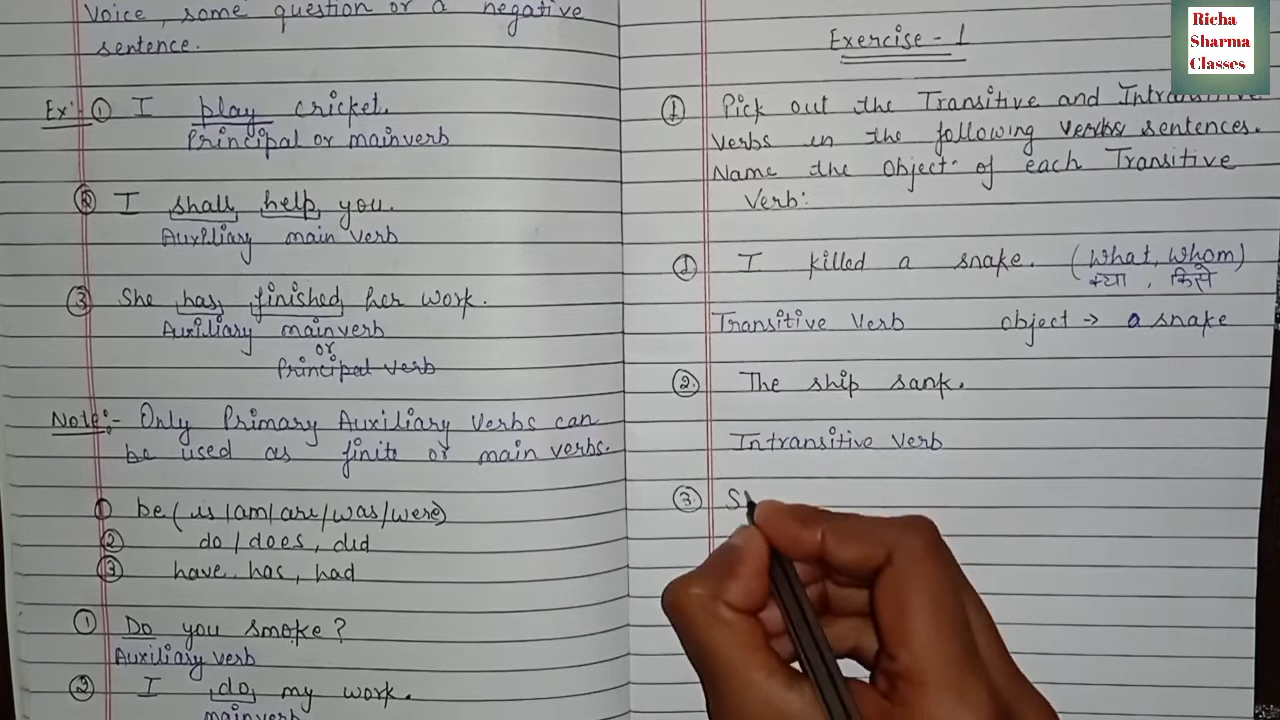 Voice, some question or a negative
sentence.
Ex:- ① I play cricket.
Principal or mainverb
② I shall help you.
Auxiliary main verb
③ She has finished her work.
Auxiliary mainverb
or
Principal verb
Note:- Only Primary Auxiliary Verbs can
be used as finite or main verbs.
① be ( is / am / are / was / were)
② do / does, did
③ have, has, had
① Do you smoke?
Auxiliary verb
② I do my work.
mainverb
Richa
Sharma
Classes
Exercise - 1
① Pick out the Transitive and Intransitive
Verbs in the following verbs sentences.
Name the Object of each Transitive
Verb:
① I killed a snake. (What, Whom)
क्या, किसे
Transitive Verb object → a snake
②. The ship sank.
Intransitive Verb
③ S